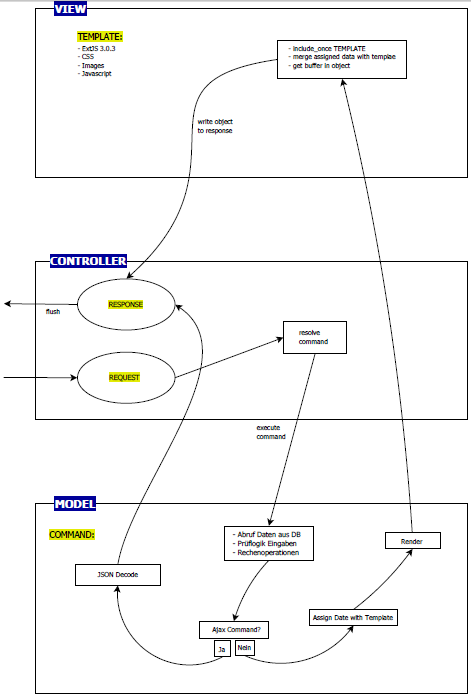 VIEW
TEMPLATE:
- ExtJS 3.0.3
- CSS
- Images
- Javascript
- include_once TEMPLATE
- merge assigned data with templae
- get buffer in object
write object
to response
CONTROLLER
RESPONSE
flush
resolve
command
REQUEST
execute
command
MODEL
COMMAND:
- Abruf Daten aus DB
- Prüflogik Eingaben
- Rechenoperationen
Render
JSON Decode
Assign Date with Template
Ajax Command?
Ja
Nein